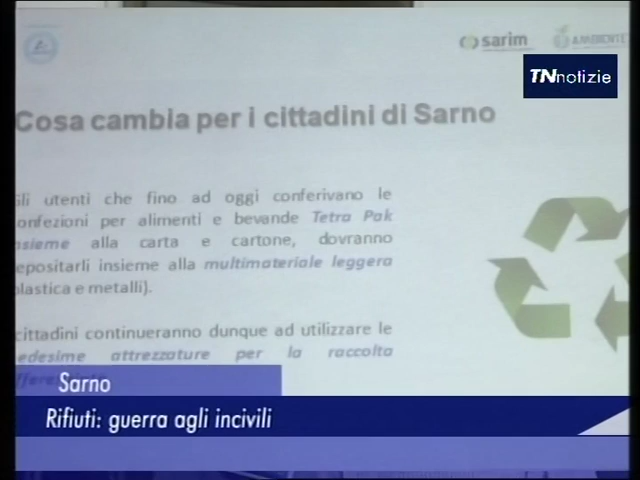 sarim
AMBIENTE
TNnotizie
Cosa cambia per i cittadini di Sarno
Gli utenti che fino ad oggi conferivano le
confezioni per alimenti e bevande Tetra Pak
insieme alla carta e cartone, dovranno
depositarli insieme alla multimateriale leggera
(plastica e metalli).
cittadini continueranno dunque ad utilizzare le
medesime attrezzature per la raccolta
Sarno
Rifiuti: guerra agli incivili